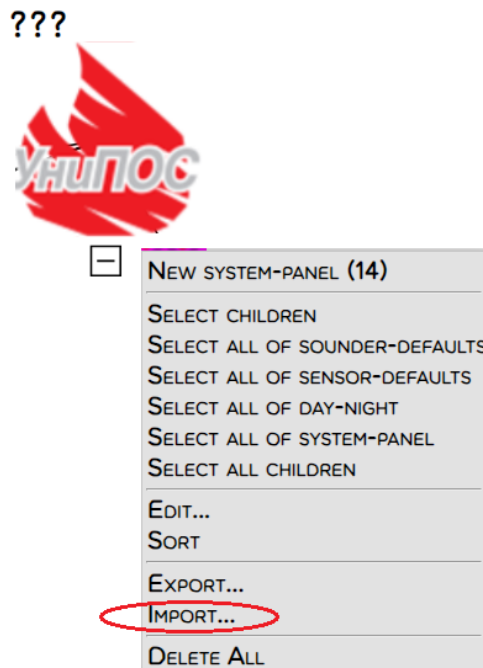 ???
УниПОС
NEW SYSTEM-PANEL (14)
SELECT CHILDREN
SELECT ALL OF SOUNDER-DEFAULTS
SELECT ALL OF SENSOR-DEFAULTS
SELECT ALL OF DAY-NIGHT
SELECT ALL OF SYSTEM-PANEL
SELECT ALL CHILDREN
EDIT...
SORT
EXPORT...
IMPORT...
DELETE ALL